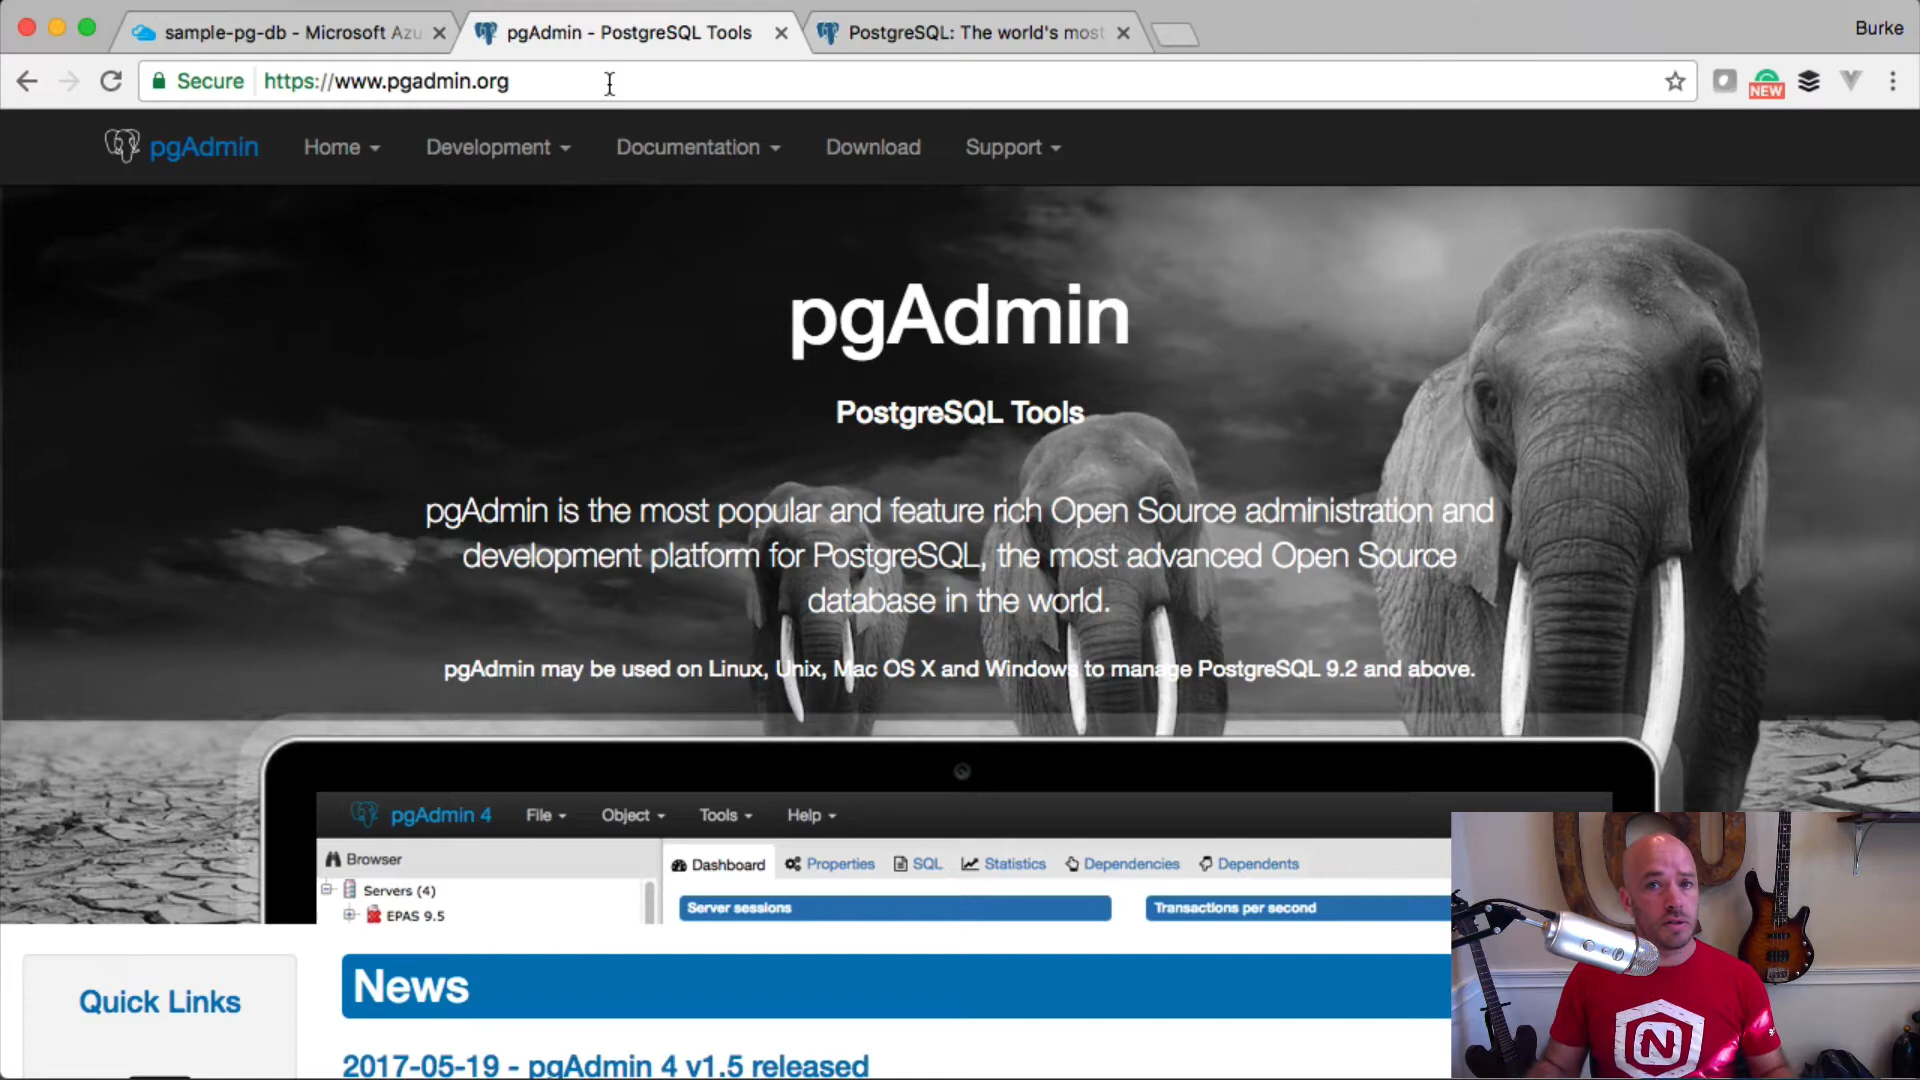 sample-pg-db - Microsoft Azu
pgAdmin - PostgreSQL Tools
PostgreSQL: The world's most
Burke
Secure
https://www.pgadmin.org
NEW
pgAdmin
Home
Development
Documentation
Download
Support
pgAdmin
PostgreSQL Tools
pgAdmin is the most popular and feature rich Open Source administration and
development platform for PostgreSQL, the most advanced Open Source
database in the world.
pgAdmin may be used on Linux, Unix, Mac OS X and Windows to manage PostgreSQL 9.2 and above.
pgAdmin 4
File
Object
Tools
Help
Browser
Dashboard
Properties
SQL
Statistics
Dependencies
Dependents
Servers (4)
EPAS 9.5
Server sessions
Transactions per second
Quick Links
News
2017-05-19 - pgAdmin 4 v1.5 released
N